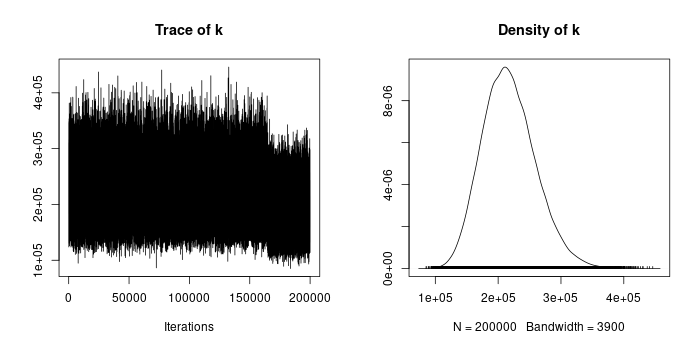 Trace of k
Density of k
1e+05 2e+05 3e+05 4e+05
0 50000 100000 150000 200000
Iterations
0e+00 4e-06 8e-06
1e+05 2e+05 3e+05 4e+05
N = 200000 Bandwidth = 3900